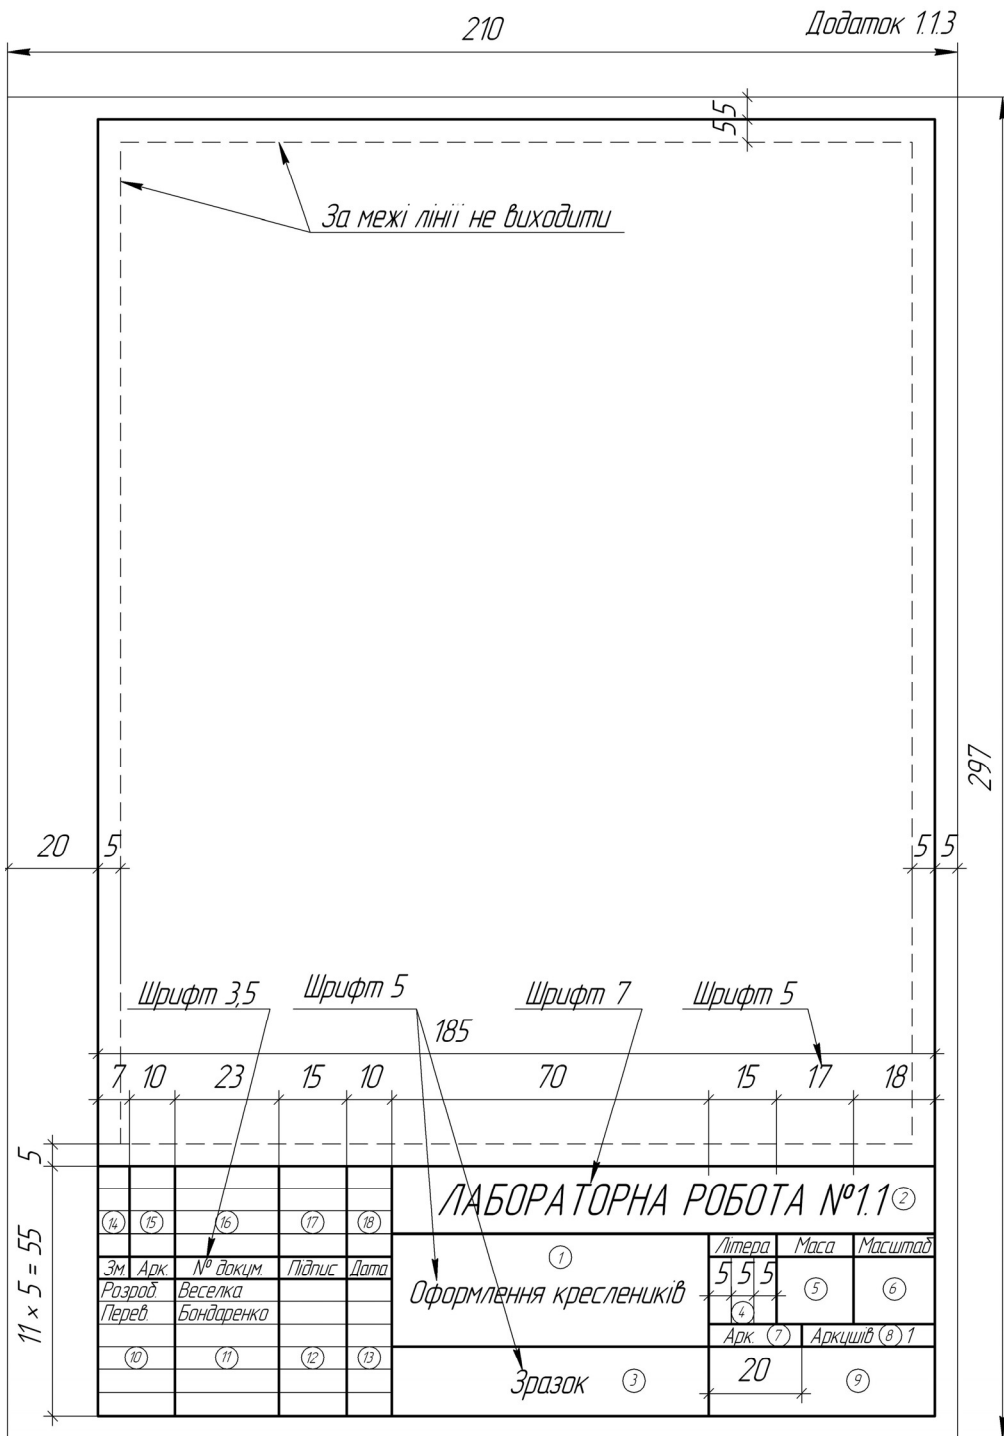 210
Додаток 1.1.3
5
5
За межі лінії не виходити
297
20
5
5
5
Шрифт 3,5
Шрифт 5
Шрифт 7
Шрифт 5
185
7 10 23 15 10 70 15 17 18
5
11 × 5 = 55
ЛАБОРАТОРНА РОБОТА №1.1 2
14 15 16 17 18
1
Літера Маса Масштаб
Зм. Арк. № докум. Підпис Дата
5 5 5
4
5
6
Оформлення креслеників
Розроб. Веселка
Перев. Бондаренко
Арк. 7 Аркушів 8 1
10 11 12 13
Зразок 3
20
9